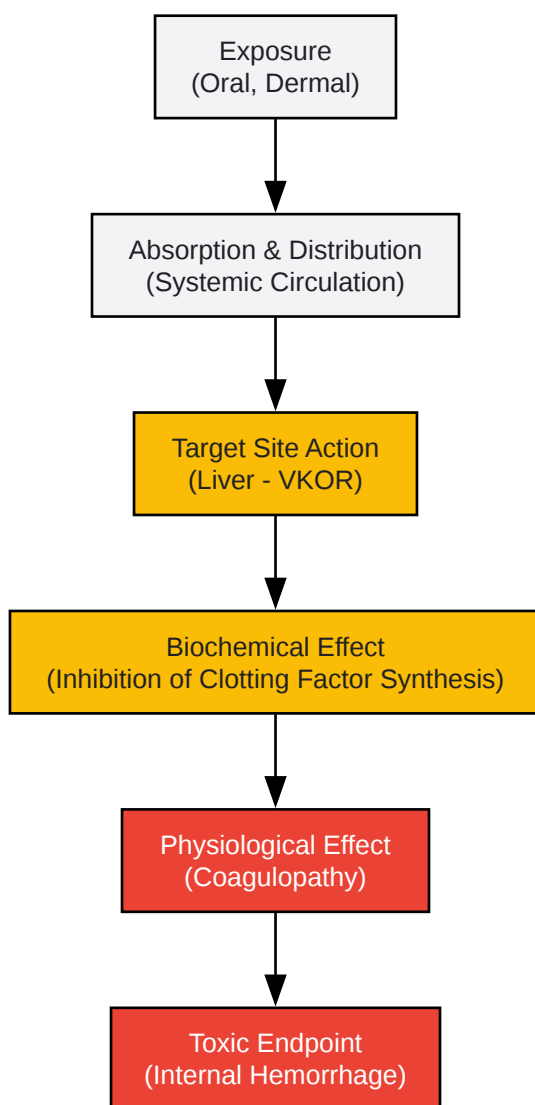 Exposure
(Oral, Dermal)
Absorption & Distribution
(Systemic Circulation)
Target Site Action
(Liver - VKOR)
Biochemical Effect
(Inhibition of Clotting Factor Synthesis)
Physiological Effect
(Coagulopathy)
Toxic Endpoint
(Internal Hemorrhage)